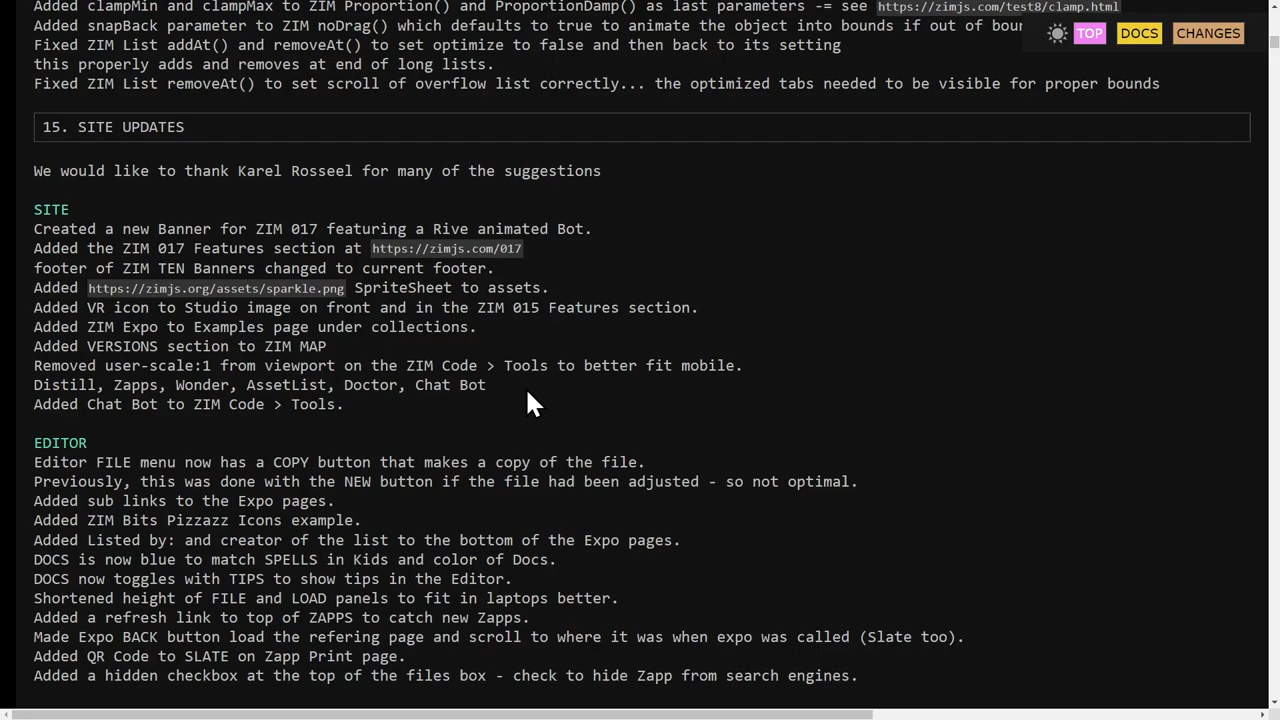 Added clampMin and clampMax to ZIM Proportion() and ProportionDamp() as last parameters -= see https://zimjs.com/test8/clamp.html
Added snapBack parameter to ZIM noDrag() which defaults to true to animate the object into bounds if out of
TOP DOCS CHANGES
Fixed ZIM List addAt() and removeAt() to set optimize to false and then back to its setting
this properly adds and removes at end of long lists.
Fixed ZIM List removeAt() to set scroll of overflow list correctly... the optimized tabs needed to be visible for proper bounds
15. SITE UPDATES
We would like to thank Karel Rosseel for many of the suggestions
SITE
Created a new Banner for ZIM 017 featuring a Rive animated Bot.
Added the ZIM 017 Features section at https://zimjs.com/017
footer of ZIM TEN Banners changed to current footer.
Added https://zimjs.org/assets/sparkle.png SpriteSheet to assets.
Added VR icon to Studio image on front and in the ZIM 015 Features section.
Added ZIM Expo to Examples page under collections.
Added VERSIONS section to ZIM MAP
Removed user-scale:1 from viewport on the ZIM Code > Tools to better fit mobile.
Distill, Zapps, Wonder, AssetList, Doctor, Chat Bot
Added Chat Bot to ZIM Code > Tools.
EDITOR
Editor FILE menu now has a COPY button that makes a copy of the file.
Previously, this was done with the NEW button if the file had been adjusted - so not optimal.
Added sub links to the Expo pages.
Added ZIM Bits Pizzazz Icons example.
Added Listed by: and creator of the list to the bottom of the Expo pages.
DOCS is now blue to match SPELLS in Kids and color of Docs.
DOCS now toggles with TIPS to show tips in the Editor.
Shortened height of FILE and LOAD panels to fit in laptops better.
Added a refresh link to top of ZAPPS to catch new Zapps.
Made Expo BACK button load the refering page and scroll to where it was when expo was called (Slate too).
Added QR Code to SLATE on Zapp Print page.
Added a hidden checkbox at the top of the files box - check to hide Zapp from search engines.